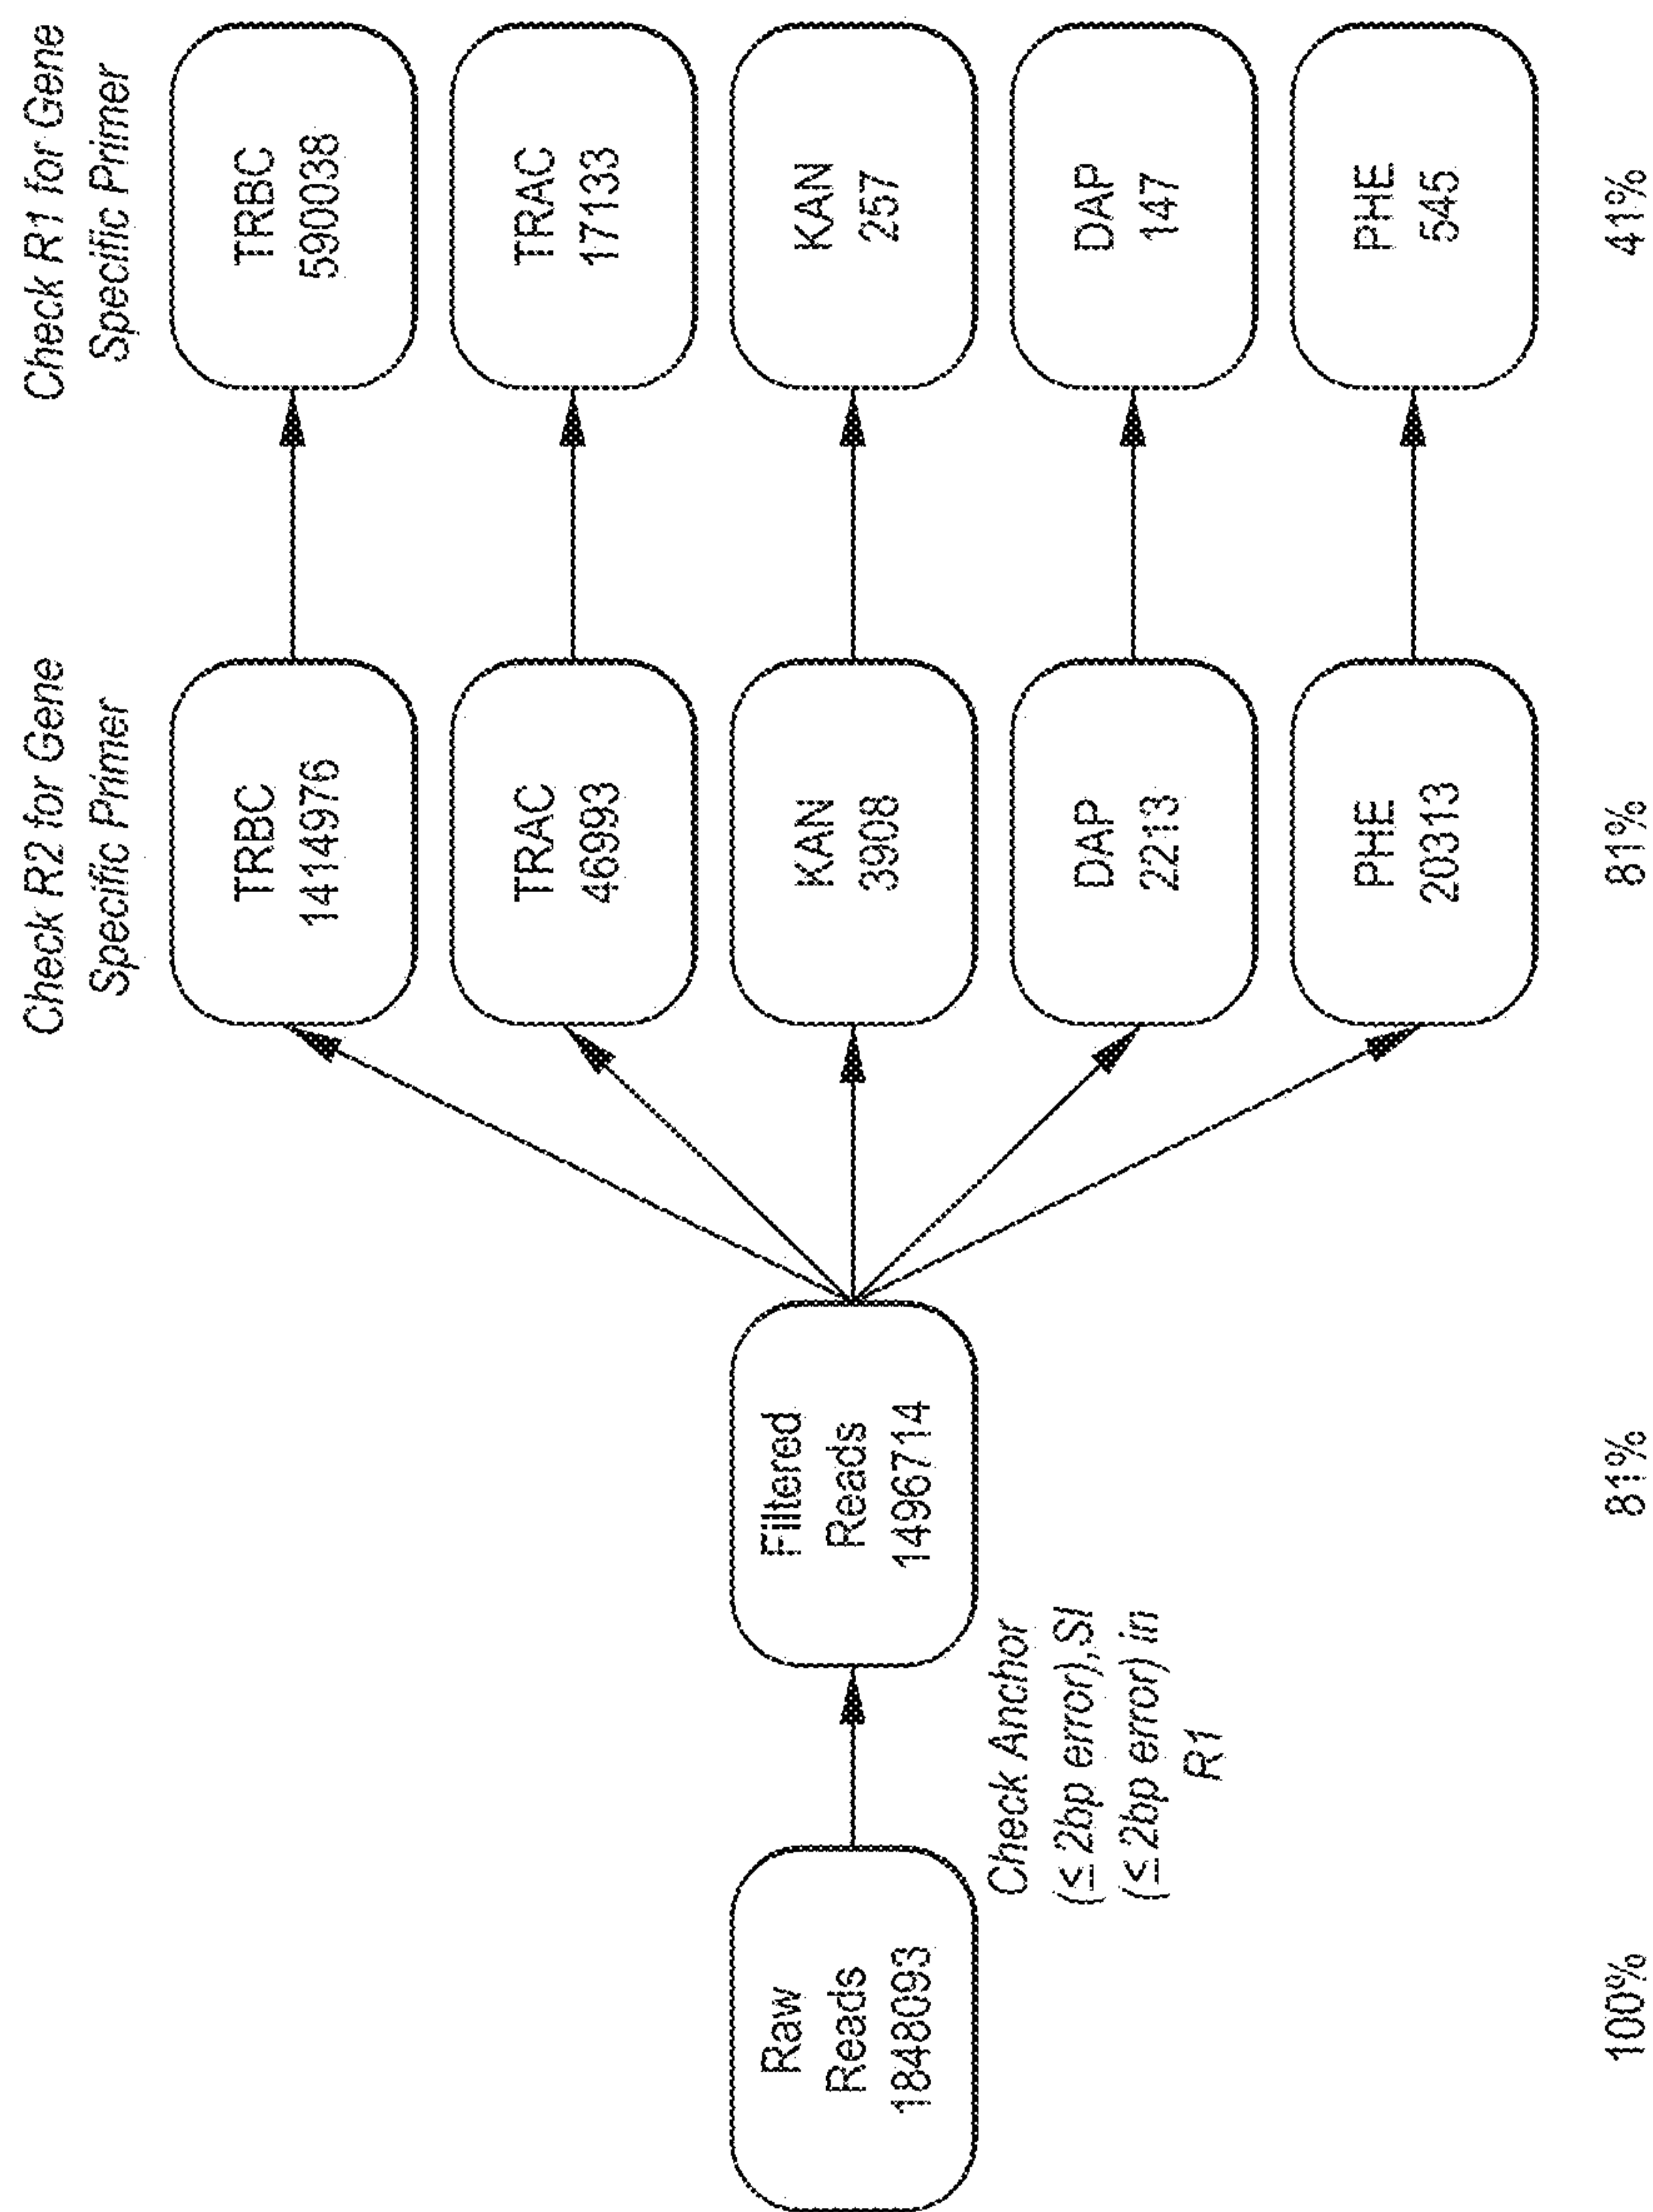 Raw
Reads
1848093
Check Anchor
(≤2bp error),SI
(≤2bp error) in
R1
Filtered
Reads
1496714
Check R2 for Gene
Specific Primer
TRBC
1414976
TRAC
46993
KAN
3908
DAP
2213
PHE
20313
Check R1 for Gene
Specific Primer
TRBC
590038
TRAC
17133
KAN
257
DAP
147
PHE
545
100%
81%
81%
41%